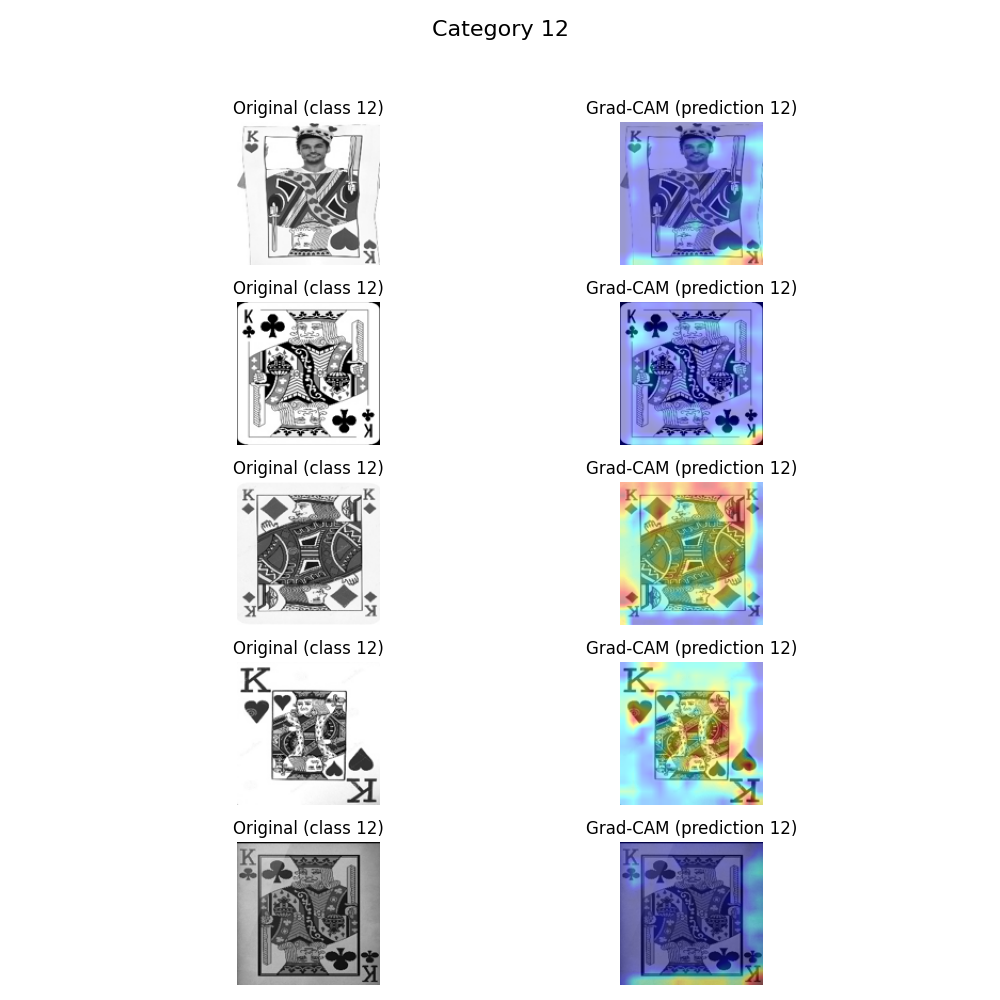 Category 12
Original (class 12)
Grad-CAM (prediction 12)
K
K
K
K
Original (class 12)
Grad-CAM (prediction 12)
K
K
K
K
Original (class 12)
Grad-CAM (prediction 12)
K K
K K
K K
K K
Original (class 12)
Grad-CAM (prediction 12)
K
K
K
K
Original (class 12)
Grad-CAM (prediction 12)
K
K
K
K